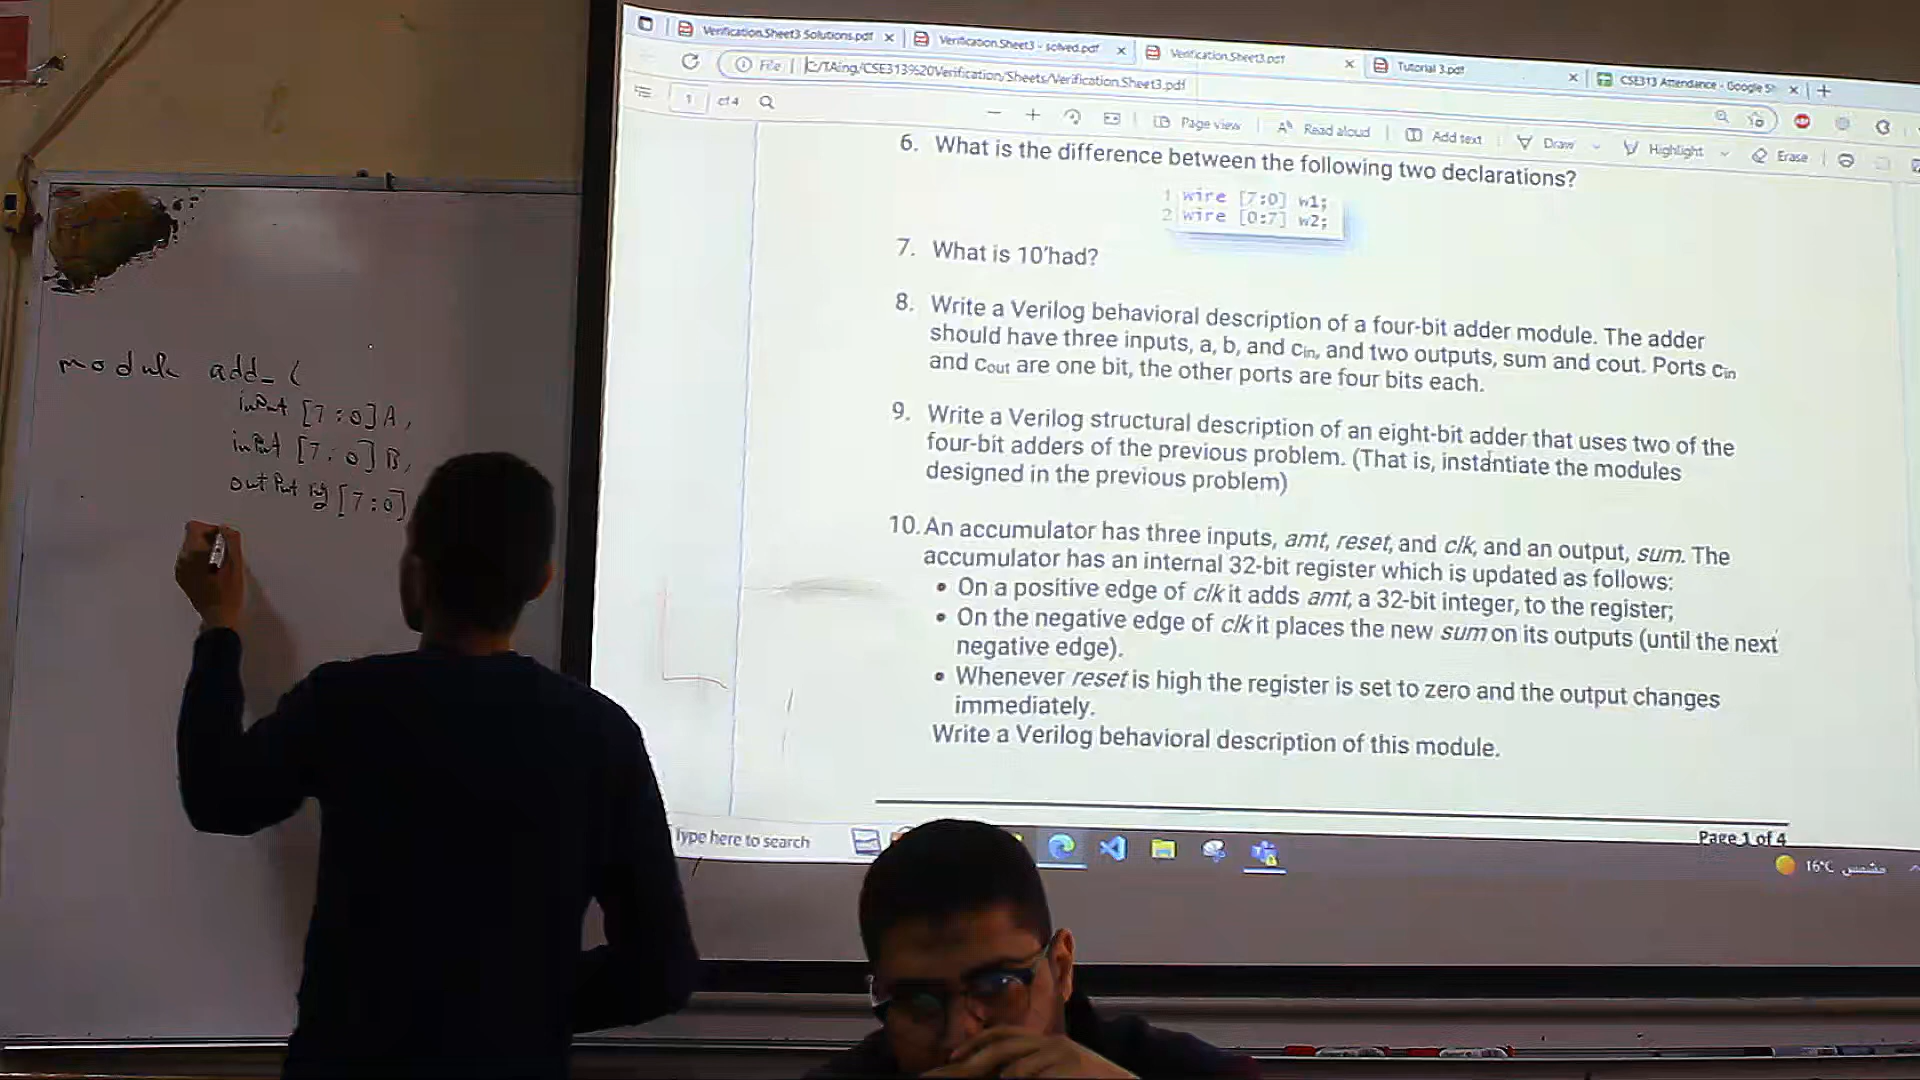 Verification.Sheet3 Solutions.pdf
Verification.Sheet3 - solved.pdf
Verification.Sheet3.pdf
Tutorial 3.pdf
CSE313 Attendance - Google S
File | C:/TAing/CSE313%20Verification/Sheets/Verification.Sheet3.pdf
1 of 4
Page view
Read aloud
Add text
Draw
Highlight
Erase
6. What is the difference between the following two declarations?
1 wire [7:0] w1;
2 wire [0:7] w2;
7. What is 10'had?
8. Write a Verilog behavioral description of a four-bit adder module. The adder
should have three inputs, a, b, and cin, and two outputs, sum and cout. Ports cin
and cout are one bit, the other ports are four bits each.
9. Write a Verilog structural description of an eight-bit adder that uses two of the
four-bit adders of the previous problem. (That is, instantiate the modules
designed in the previous problem)
10. An accumulator has three inputs, amt, reset, and clk, and an output, sum. The
accumulator has an internal 32-bit register which is updated as follows:
• On a positive edge of clk it adds amt, a 32-bit integer, to the register;
• On the negative edge of clk it places the new sum on its outputs (until the next
negative edge).
• Whenever reset is high the register is set to zero and the output changes
immediately.
Write a Verilog behavioral description of this module.
Page 1 of 4
Type here to search
16°C مشمس
module add_ (
input [7:0] A,
input [7:0] B,
output reg [7:0]